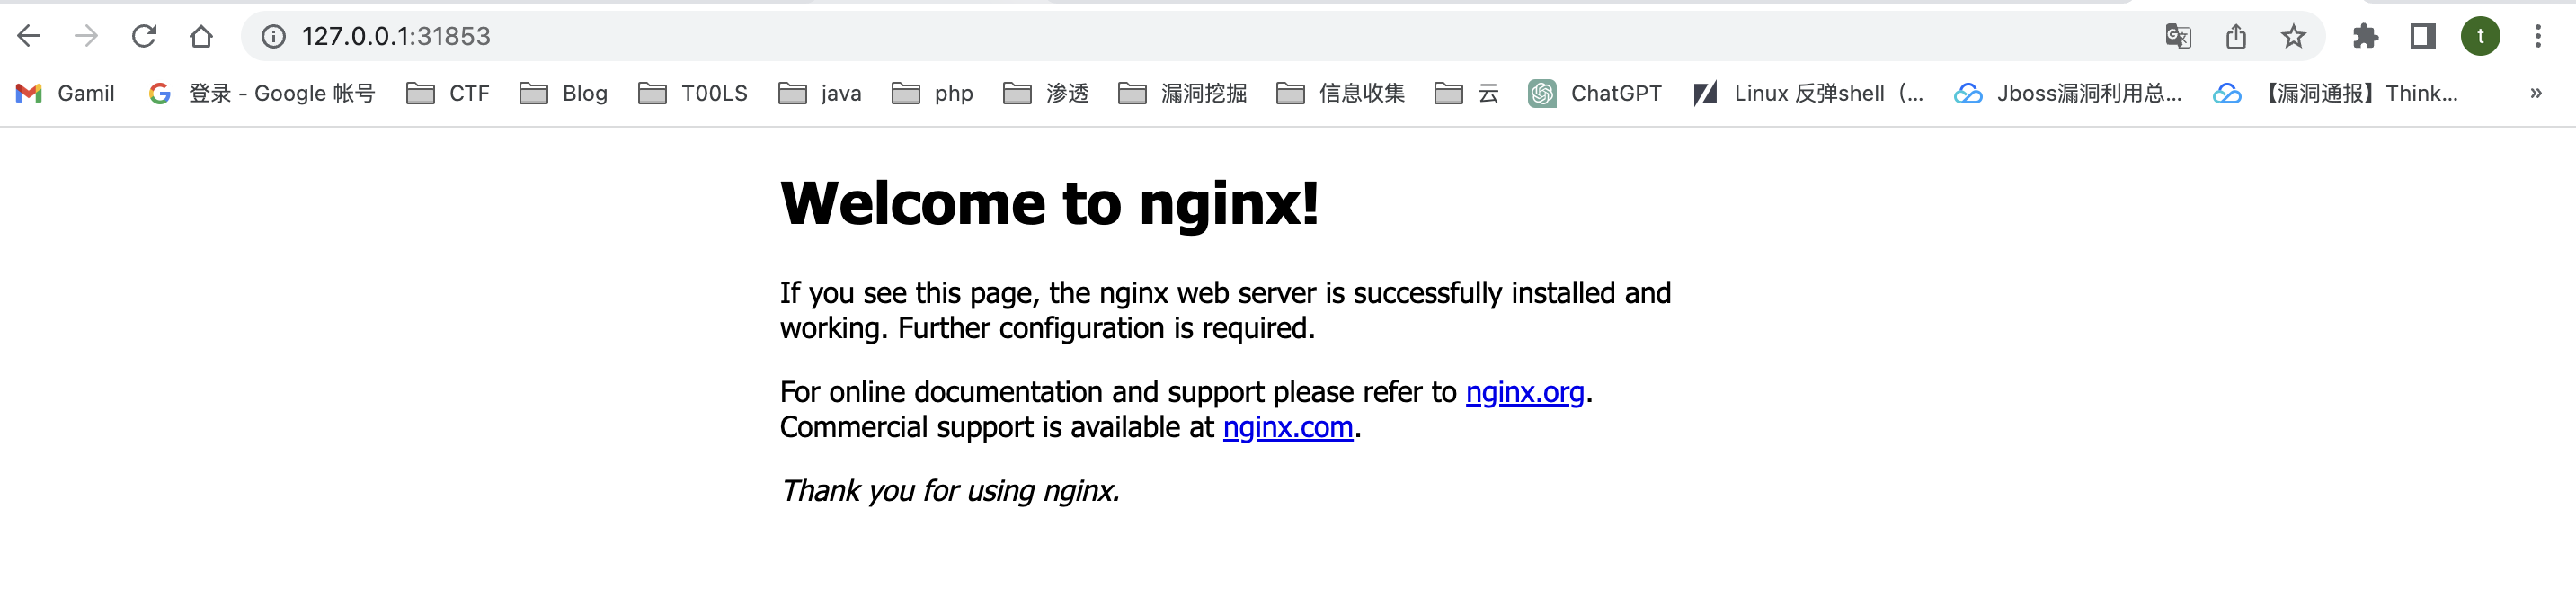 127.0.0.1:31853
t
Gamil 登录 - Google 帐号 CTF Blog T00LS java php 渗透 漏洞挖掘 信息收集 云 ChatGPT Linux 反弹shell（... Jboss漏洞利用总... 【漏洞通报】Think... »
Welcome to nginx!
If you see this page, the nginx web server is successfully installed and
working. Further configuration is required.
For online documentation and support please refer to nginx.org.
Commercial support is available at nginx.com.
Thank you for using nginx.